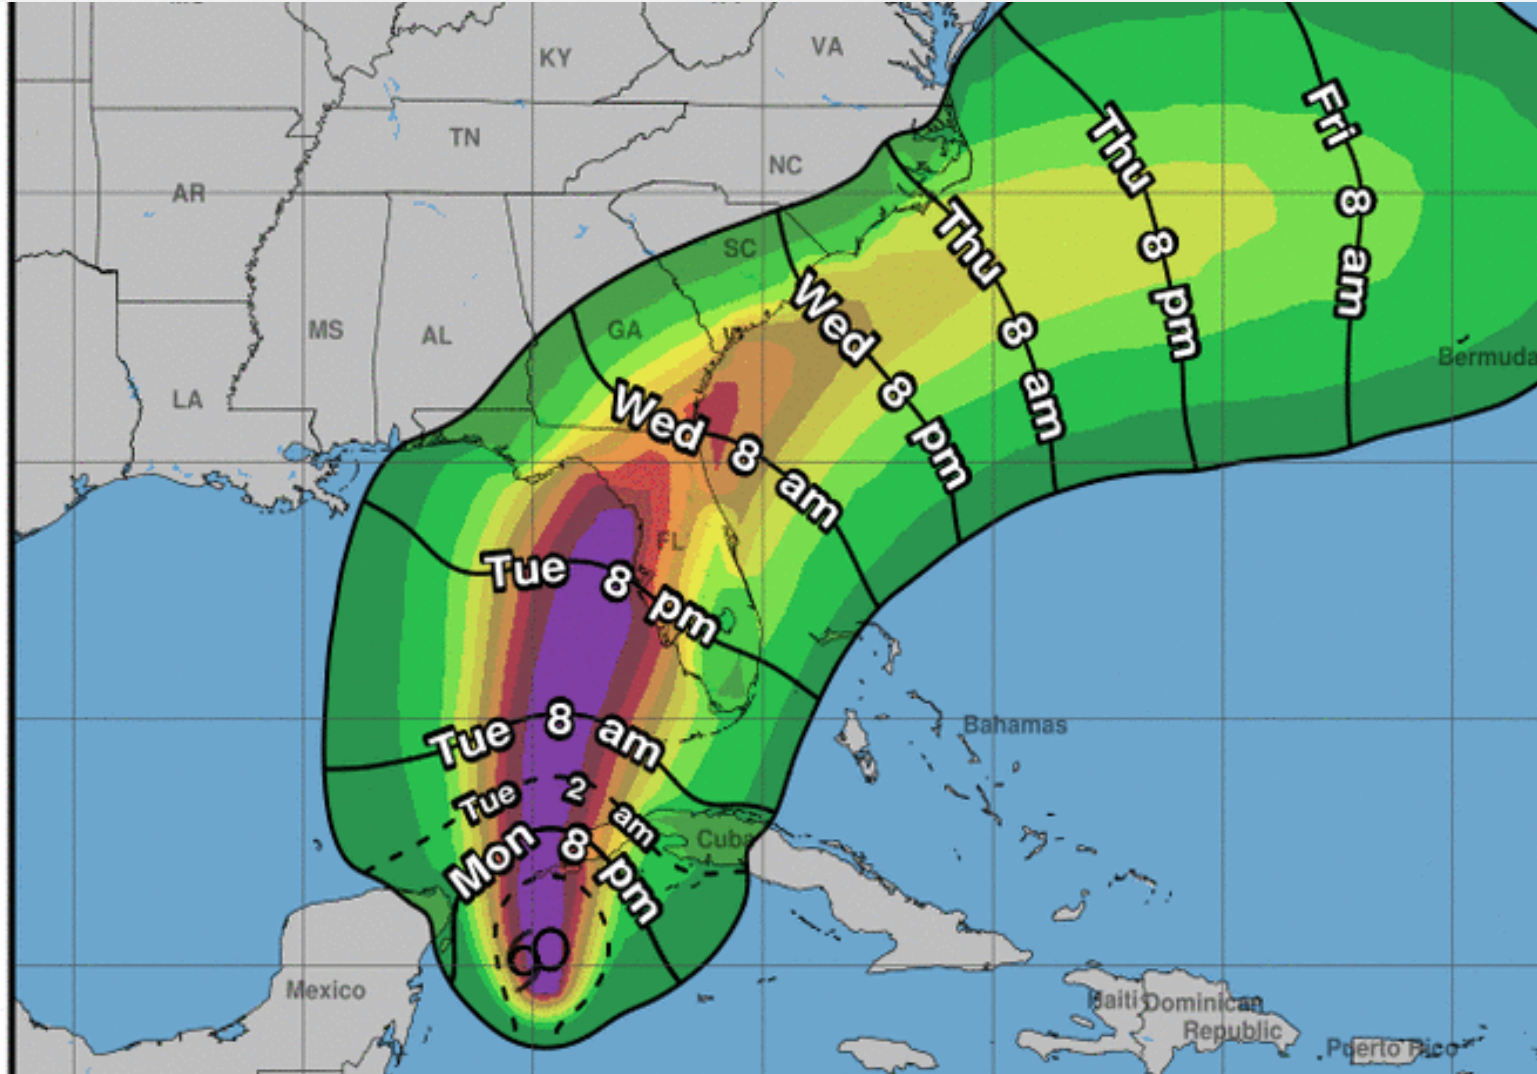 KY
VA
TN
NC
AR
SC
MS
AL
GA
LA
FL
Fri 8 am
Thu 8 pm
Thu 8 am
Wed 8 pm
Wed 8 am
Tue 8 pm
Tue 8 am
Tue 2 am
Mon 8 pm
Bermuda
Bahamas
Cuba
Mexico
Haiti
Dominican
Republic
Puerto Rico